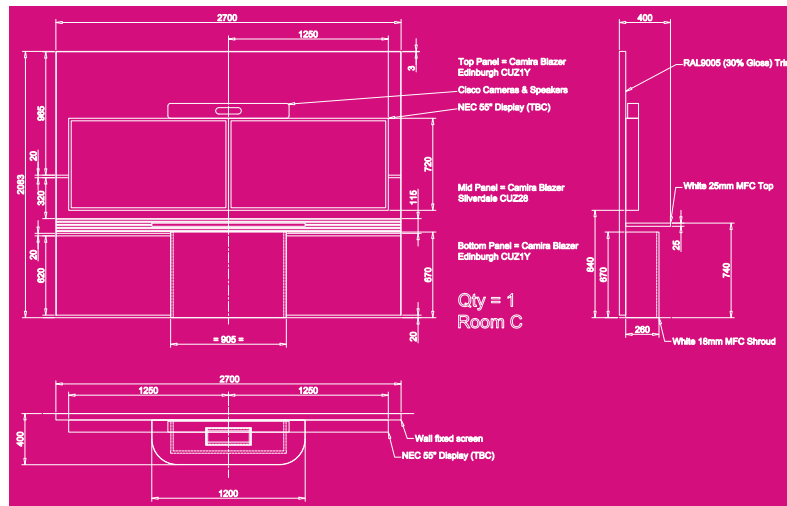 2700
1250
3
965
20
2083
320
20
620
720
115
670
20
= 905 =
Top Panel = Camira Blazer
Edinburgh CUZ1Y
Cisco Cameras & Speakers
NEC 55" Display (TBC)
Mid Panel = Camira Blazer
Silverdale CUZ28
Bottom Panel = Camira Blazer
Edinburgh CUZ1Y
Qty = 1
Room C
400
RAL9005 (30% Gloss) Tri
White 25mm MFC Top
25
840
670
740
260
White 18mm MFC Shroud
2700
1250
1250
400
Wall fixed screen
NEC 55" Display (TBC)
1200